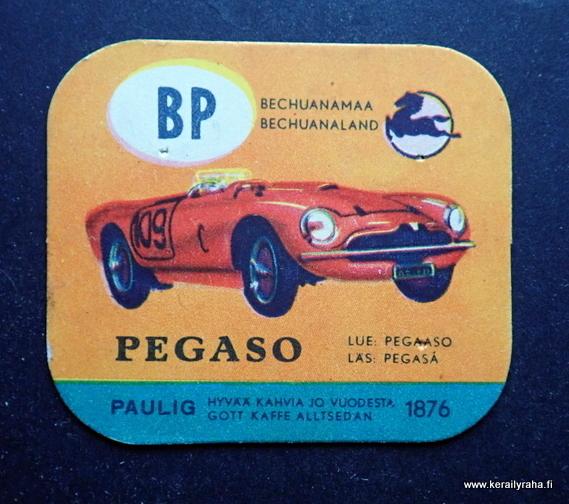 BP
BECHUANAMAA
BECHUANALAND
109
PEGASO
LUE: PEGAASO
LÄS: PEGASÅ
PAULIG
HYVÄÄ KAHVIA JO VUODESTA
GOTT KAFFE ALLTSEDAN
1876
www.kerailyraha.fi